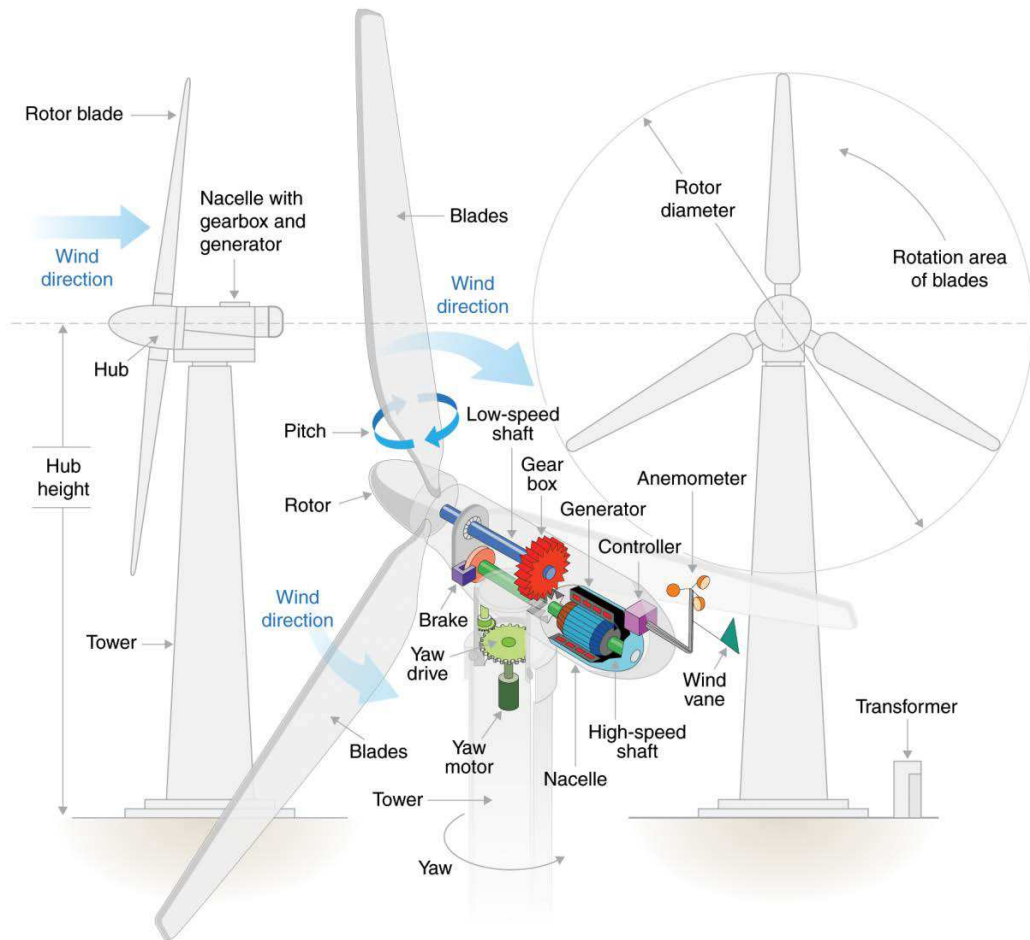 Rotor blade
Nacelle with
gearbox and
generator
Wind
direction
Hub
Hub
height
Tower
Blades
Wind
direction
Pitch
Low-speed
shaft
Gear
box
Rotor
Generator
Controller
Anemometer
Brake
Wind
direction
Yaw
drive
Wind
vane
High-speed
shaft
Blades
Yaw
motor
Nacelle
Tower
Yaw
Rotor
diameter
Rotation area
of blades
Transformer